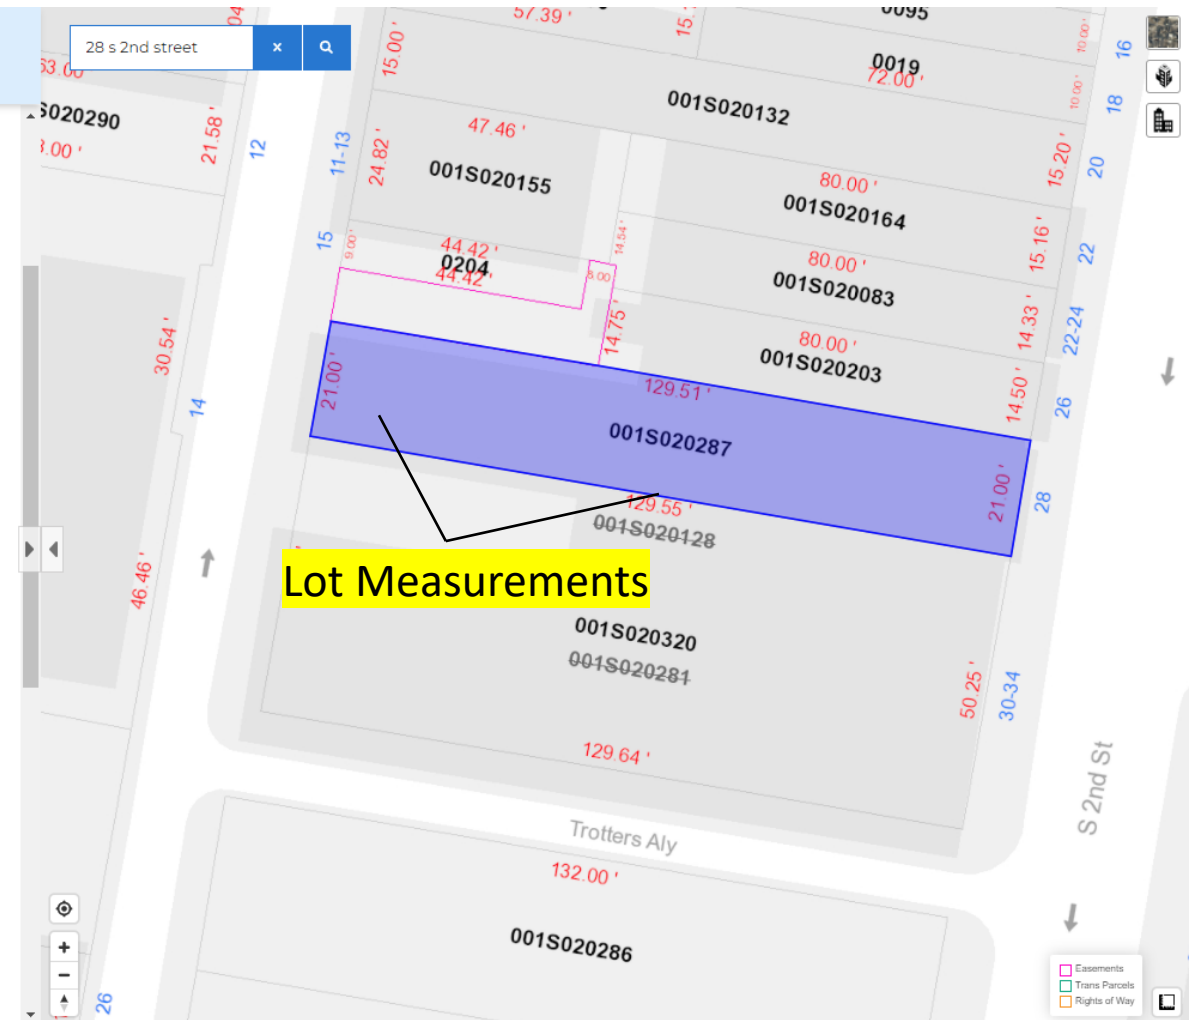 57.39 '
0095
15.00 '
10.00 '
16
28 s 2nd street
x
0019
72.00 '
10.00 '
18
001S020132
S020290
21.58 '
12
11-13
24.82 '
47.46 '
001S020155
15.20 '
20
80.00 '
001S020164
15
9.00 '
44.42 '
0204
44.42 '
14.54 '
15.16 '
22
80.00 '
001S020083
14.75 '
14.33 '
22-24
80.00 '
001S020203
30.54 '
14
21.00 '
129.51 '
001S020287
14.50 '
26
21.00 '
28
129.55 '
001S020128
46.46 '
Lot Measurements
001S020320
001S020281
50.25 '
30-34
129.64 '
S 2nd St
Trotters Aly
132.00 '
001S020286
+
−
26
Easements
Trans Parcels
Rights of Way